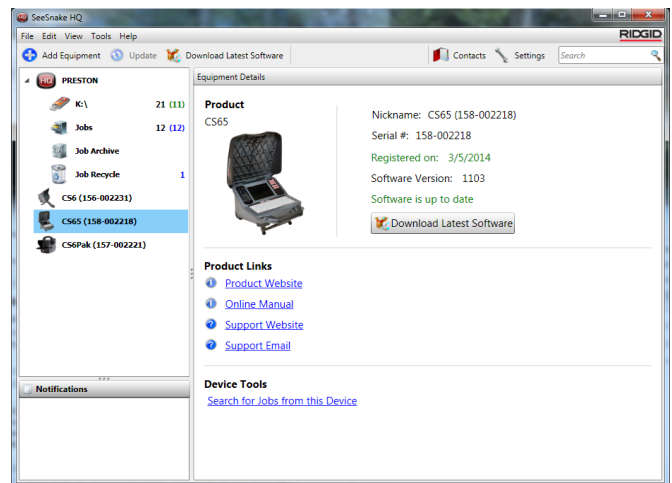 SeeSnake HQ
File Edit View Tools Help
RIDGID
Add Equipment Update Download Latest Software Contacts Settings Search
HQ PRESTON
K:\ 21 (11)
Jobs 12 (12)
Job Archive
Job Recycle 1
CS6 (156-002231)
CS65 (158-002218)
CS6Pak (157-002221)
Notifications
Equipment Details
Product
CS65
Nickname: CS65 (158-002218)
Serial #: 158-002218
Registered on: 3/5/2014
Software Version: 1103
Software is up to date
Download Latest Software
Product Links
Product Website
Online Manual
Support Website
Support Email
Device Tools
Search for Jobs from this Device